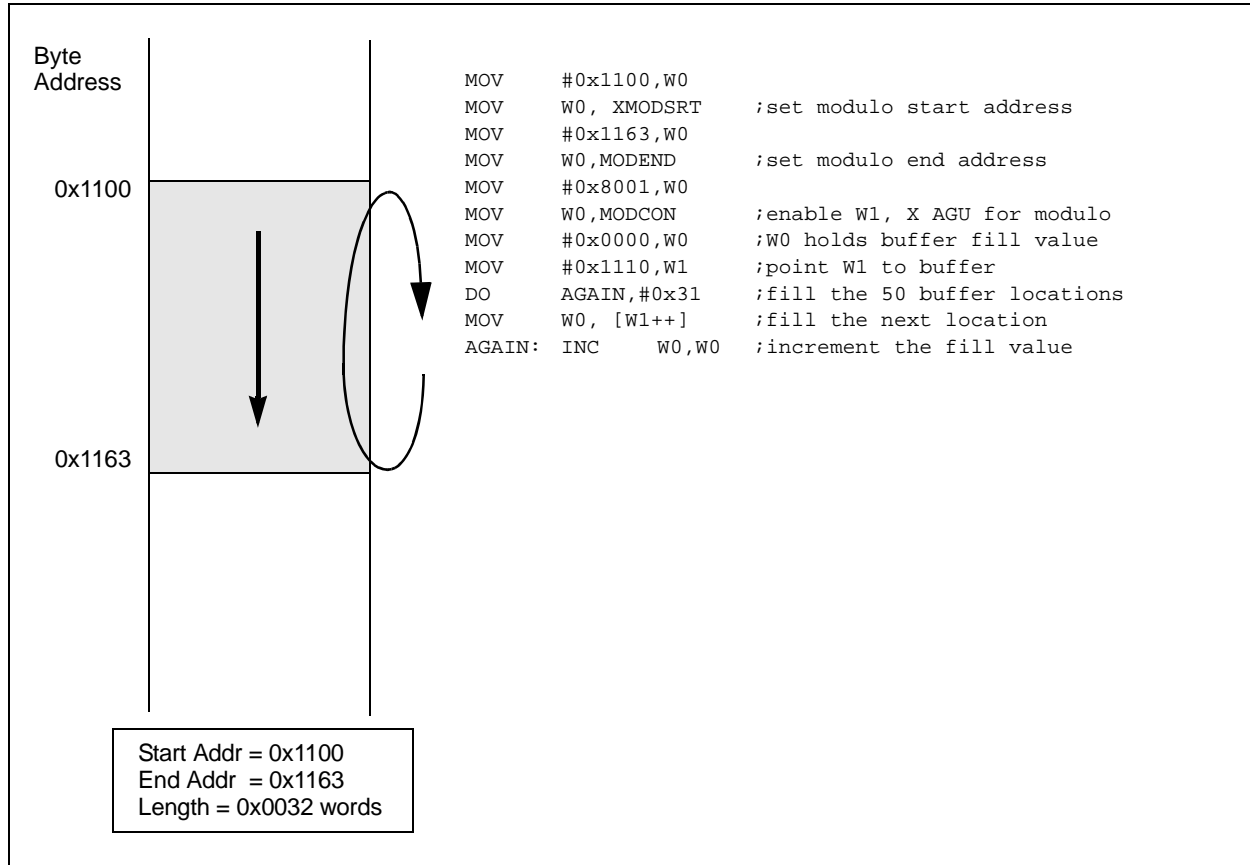 Byte
Address
0x1100
0x1163
MOV #0x1100,W0
MOV W0, XMODSRT ;set modulo start address
MOV #0x1163,W0
MOV W0,MODEND ;set modulo end address
MOV #0x8001,W0
MOV W0,MODCON ;enable W1, X AGU for modulo
MOV #0x0000,W0 ;W0 holds buffer fill value
MOV #0x1110,W1 ;point W1 to buffer
DO AGAIN,#0x31 ;fill the 50 buffer locations
MOV W0, [W1++] ;fill the next location
AGAIN: INC W0,W0 ;increment the fill value
Start Addr = 0x1100
End Addr = 0x1163
Length = 0x0032 words